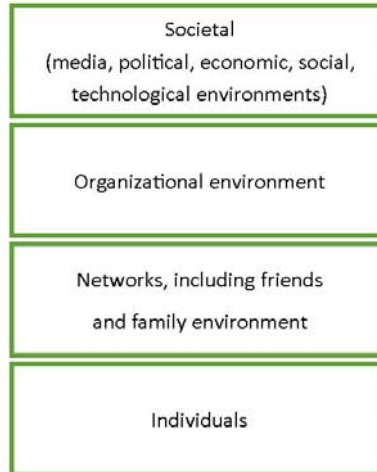 Societal
(media, political, economic, social,
technological environments)
Organizational environment
Networks, including friends
and family environment
Individuals